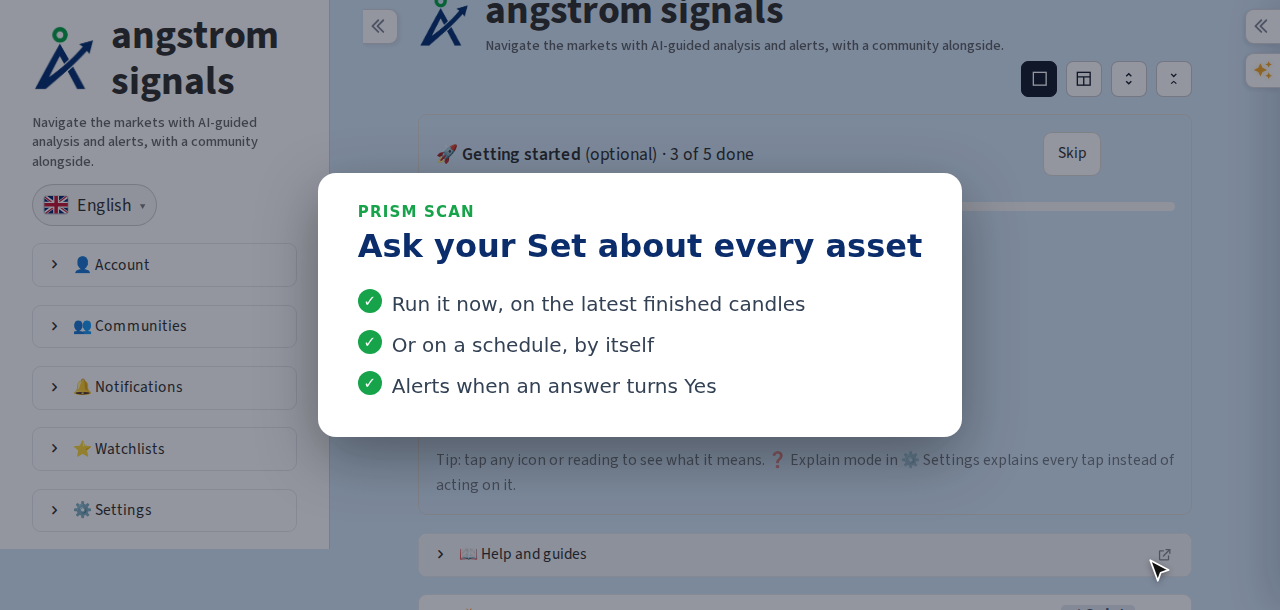 angstrom
signals
Navigate the markets with AI-guided
analysis and alerts, with a community
alongside.
English
Account
Communities
Notifications
Watchlists
Settings
angstrom signals
Navigate the markets with AI-guided analysis and alerts, with a community alongside.
Getting started (optional) · 3 of 5 done
Skip
PRISM SCAN
Ask your Set about every asset
Run it now, on the latest finished candles
Or on a schedule, by itself
Alerts when an answer turns Yes
Tip: tap any icon or reading to see what it means. ❓ Explain mode in ⚙️ Settings explains every tap instead of
acting on it.
Help and guides